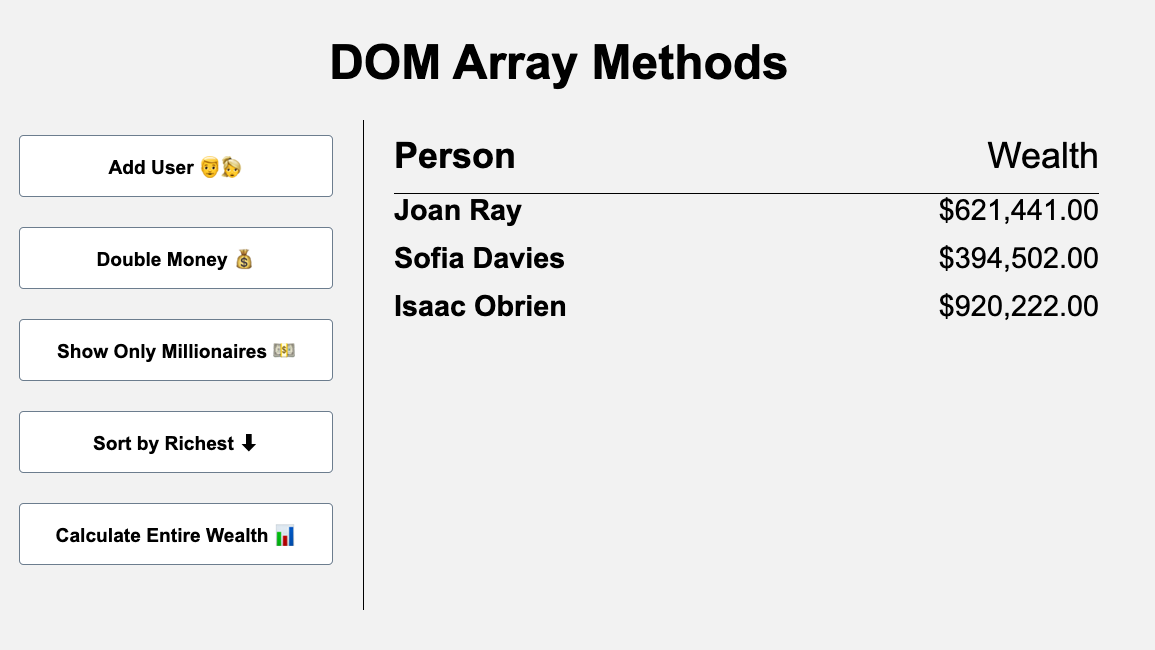 DOM Array Methods
Add User 👨👩
Double Money 💰
Show Only Millionaires 💵
Sort by Richest ⬇
Calculate Entire Wealth 📊
Person Wealth
Joan Ray $621,441.00
Sofia Davies $394,502.00
Isaac Obrien $920,222.00